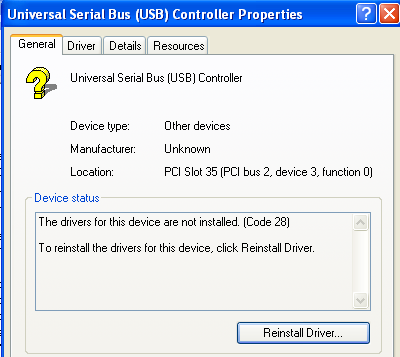 Universal Serial Bus (USB) Controller Properties
General Driver Details Resources
Universal Serial Bus (USB) Controller
Device type: Other devices
Manufacturer: Unknown
Location: PCI Slot 35 (PCI bus 2, device 3, function 0)
Device status
The drivers for this device are not installed. (Code 28)
To reinstall the drivers for this device, click Reinstall Driver.
Reinstall Driver...